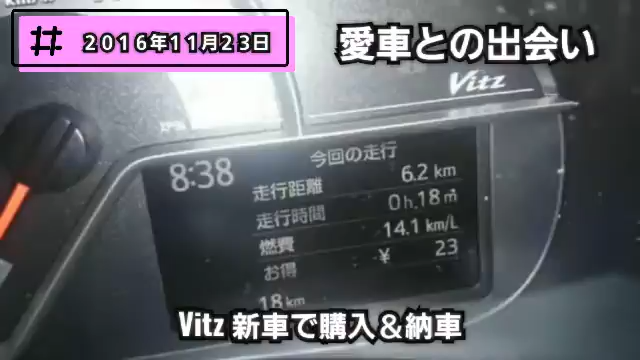 # 2016年11月23日
愛車との出会い
Vitz
8:38
今回の走行
走行距離 6.2 km
走行時間 0h.18m
燃費 14.1 km/L
お得 ¥ 23
18 km
Vitz 新車で購入＆納車